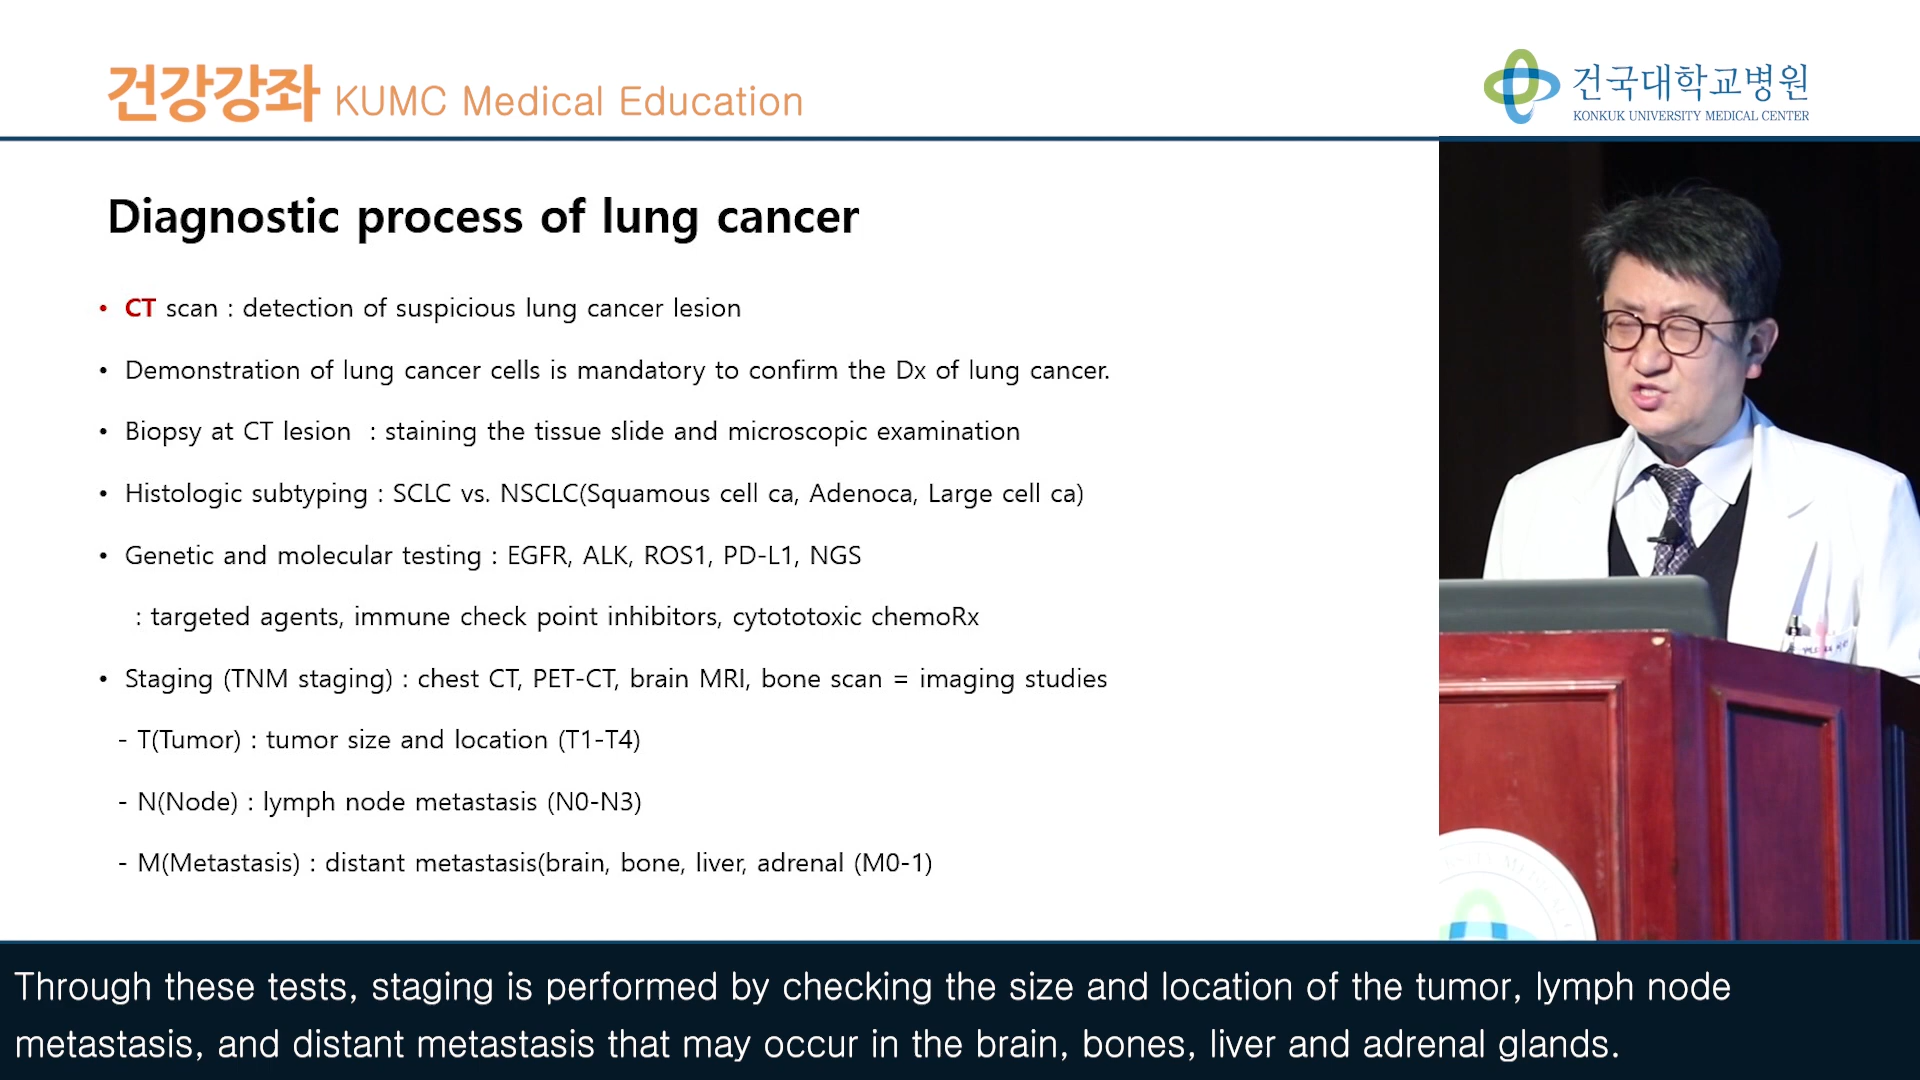 건강강좌 KUMC Medical Education
건국대학교병원
KONKUK UNIVERSITY MEDICAL CENTER
Diagnostic process of lung cancer
• CT scan : detection of suspicious lung cancer lesion
• Demonstration of lung cancer cells is mandatory to confirm the Dx of lung cancer.
• Biopsy at CT lesion : staining the tissue slide and microscopic examination
• Histologic subtyping : SCLC vs. NSCLC(Squamous cell ca, Adenoca, Large cell ca)
• Genetic and molecular testing : EGFR, ALK, ROS1, PD-L1, NGS
: targeted agents, immune check point inhibitors, cytototoxic chemoRx
• Staging (TNM staging) : chest CT, PET-CT, brain MRI, bone scan = imaging studies
- T(Tumor) : tumor size and location (T1-T4)
- N(Node) : lymph node metastasis (N0-N3)
- M(Metastasis) : distant metastasis(brain, bone, liver, adrenal (M0-1)
Through these tests, staging is performed by checking the size and location of the tumor, lymph node
metastasis, and distant metastasis that may occur in the brain, bones, liver and adrenal glands.